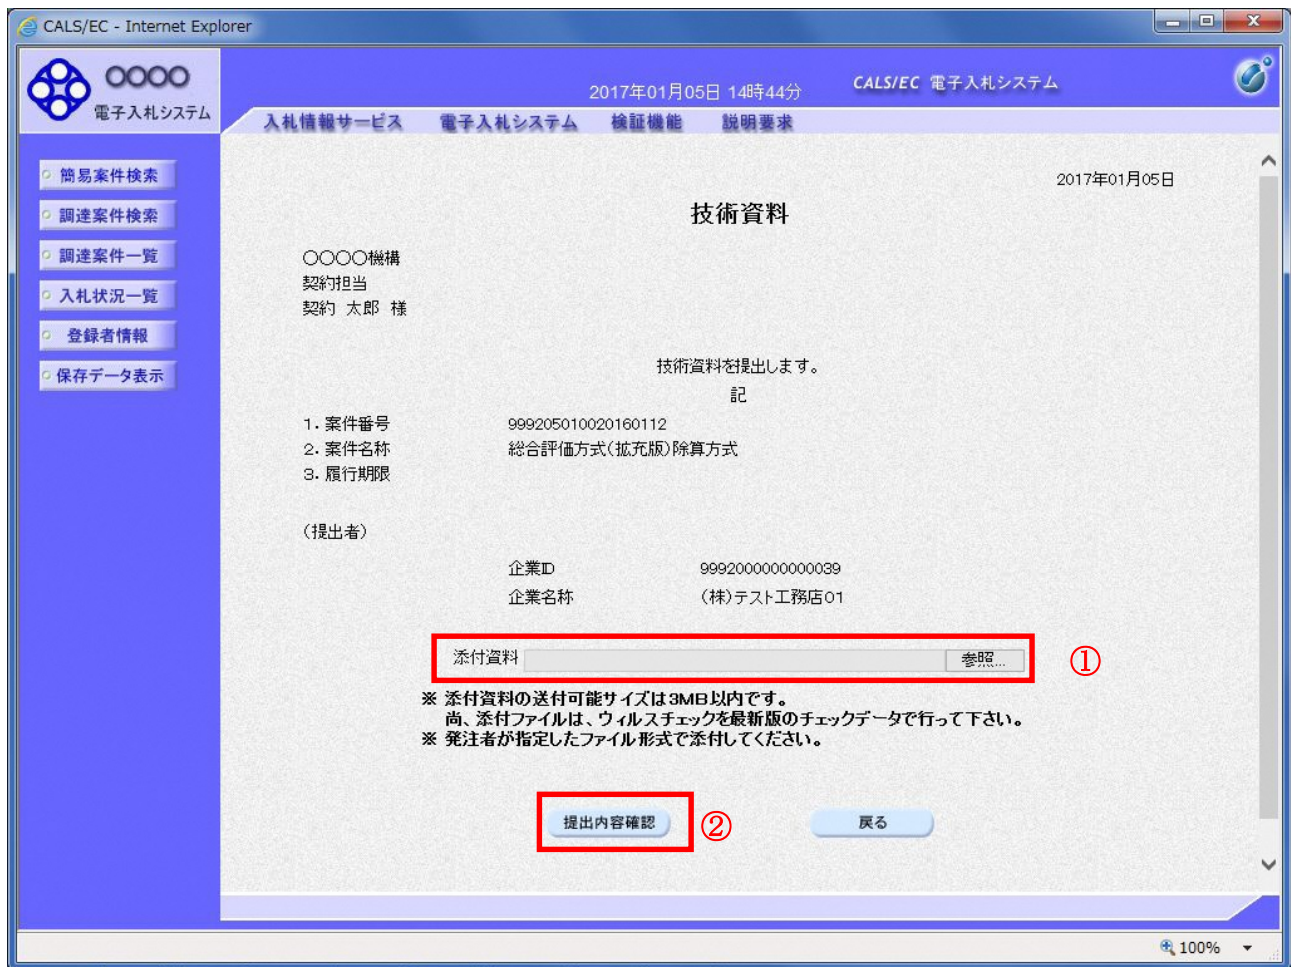 CALS/EC - Internet Explorer
○○○○
電子入札システム
2017年01月05日 14時44分
CALS/EC 電子入札システム
入札情報サービス 電子入札システム 検証機能 説明要求
簡易案件検索
調達案件検索
調達案件一覧
入札状況一覧
登録者情報
保存データ表示
2017年01月05日
技術資料
○○○○機構
契約担当
契約 太郎 様
技術資料を提出します。
記
1. 案件番号 999205010020160112
2. 案件名称 総合評価方式(拡充版)除算方式
3. 履行期限
(提出者)
企業ID 9992000000000039
企業名称 (株)テスト工務店01
添付資料 参照... ①
※ 添付資料の送付可能サイズは3MB以内です。
尚、添付ファイルは、ウィルスチェックを最新版のチェックデータで行って下さい。
※ 発注者が指定したファイル形式で添付してください。
提出内容確認 ② 戻る
100%